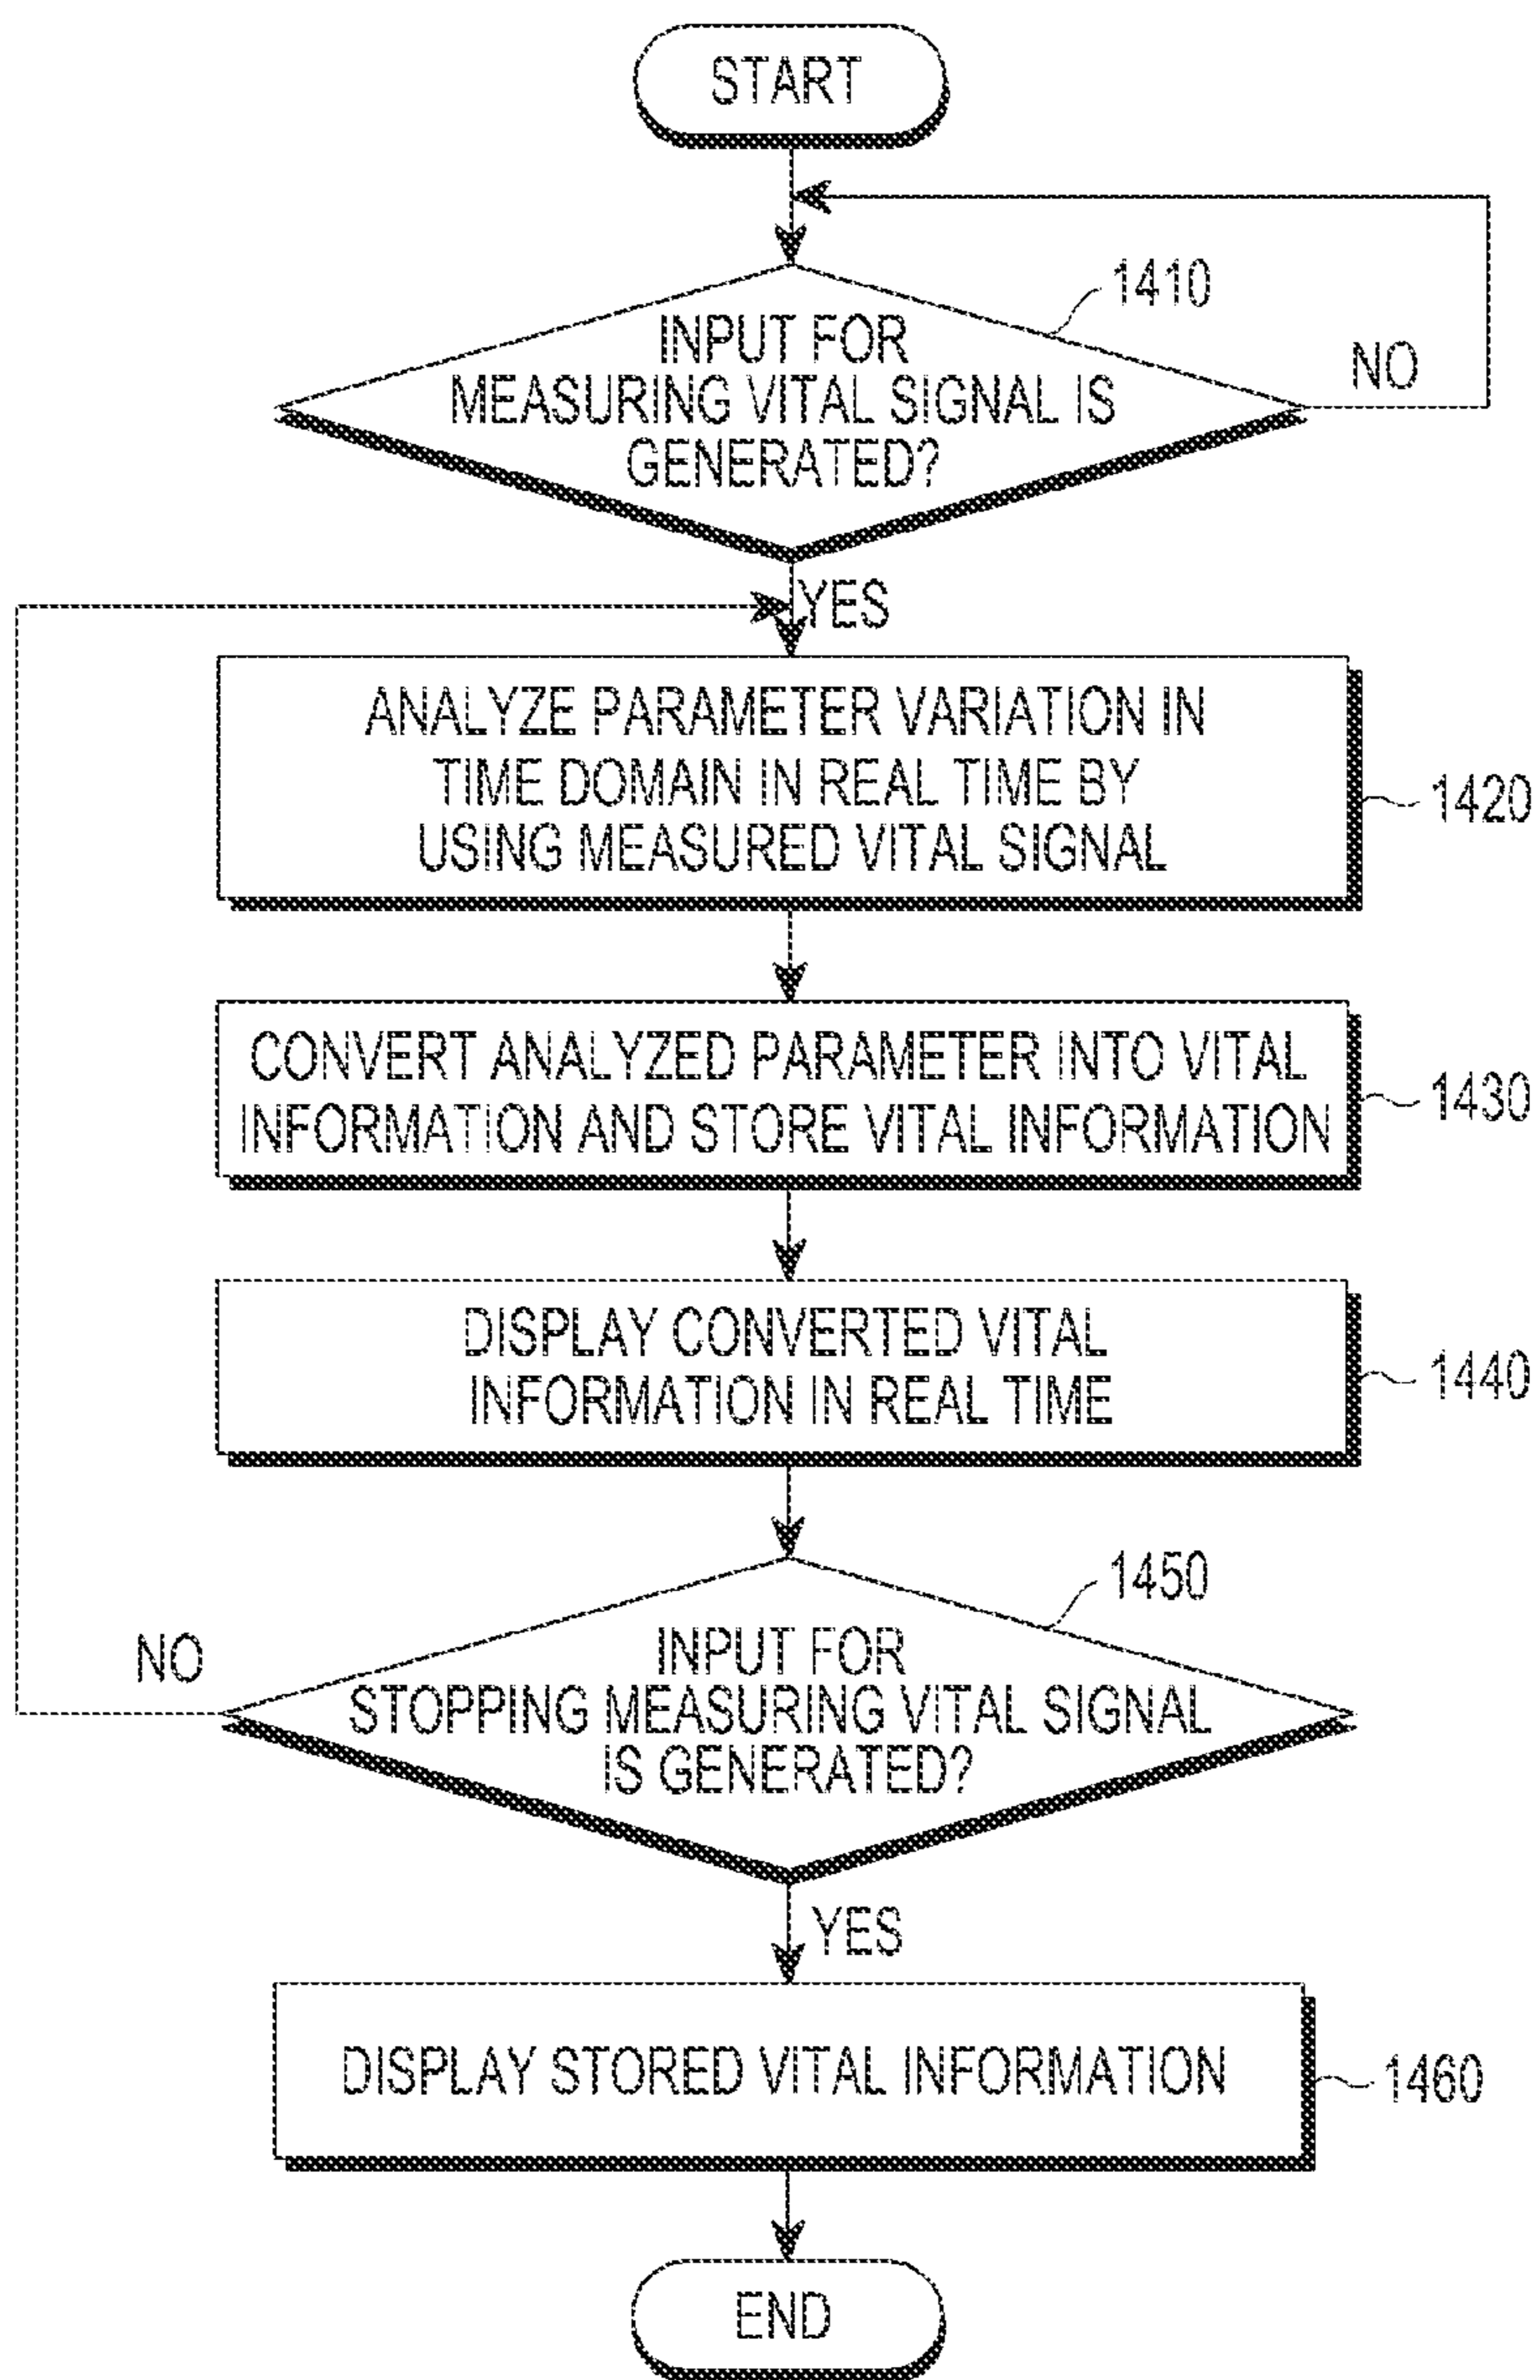 START
1410
INPUT FOR
MEASURING VITAL SIGNAL IS
GENERATED?
NO
YES
ANALYZE PARAMETER VARIATION IN
TIME DOMAIN IN REAL TIME BY
USING MEASURED VITAL SIGNAL
1420
CONVERT ANALYZED PARAMETER INTO VITAL
INFORMATION AND STORE VITAL INFORMATION
1430
DISPLAY CONVERTED VITAL
INFORMATION IN REAL TIME
1440
1450
INPUT FOR
STOPPING MEASURING VITAL SIGNAL
IS GENERATED?
NO
YES
DISPLAY STORED VITAL INFORMATION
1460
END